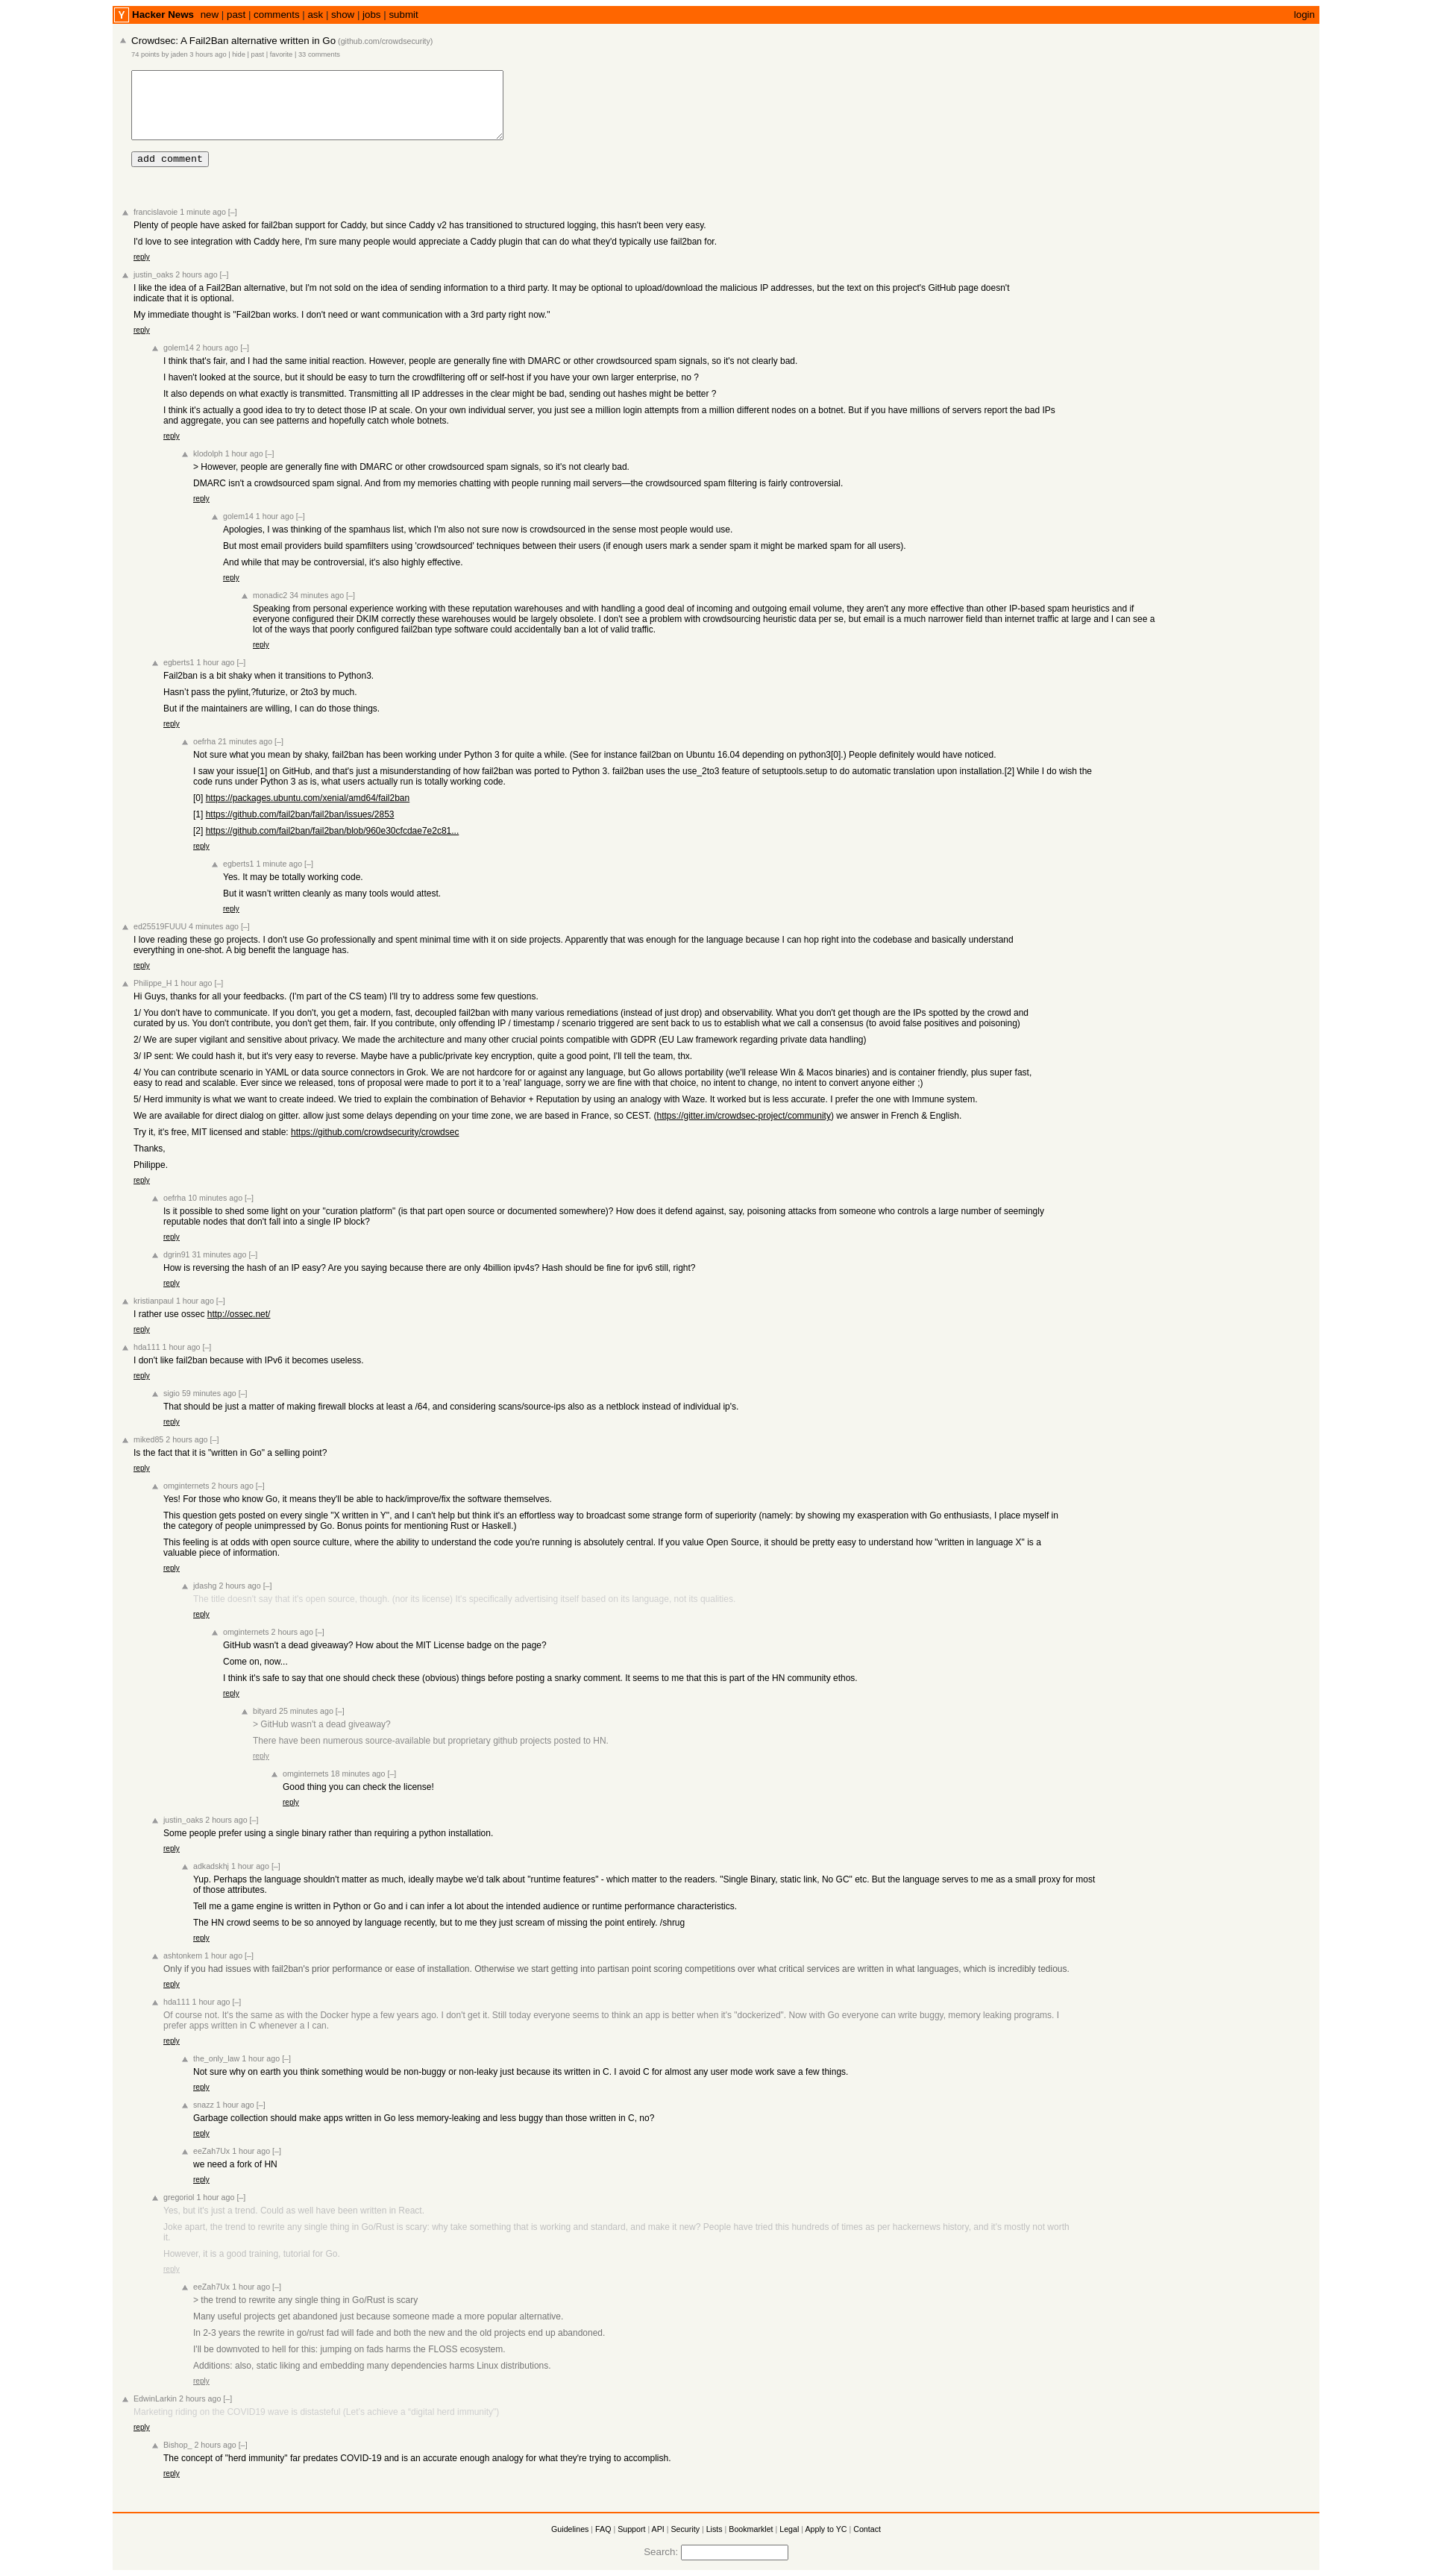 Y Hacker News new | past | comments | ask | show | jobs | submit login
Crowdsec: A Fail2Ban alternative written in Go (github.com/crowdsecurity)
74 points by jaden 3 hours ago | hide | past | favorite | 33 comments
add comment
francislavoie 1 minute ago [–]
Plenty of people have asked for fail2ban support for Caddy, but since Caddy v2 has transitioned to structured logging, this hasn't been very easy.
I'd love to see integration with Caddy here, I'm sure many people would appreciate a Caddy plugin that can do what they'd typically use fail2ban for.
reply
justin_oaks 2 hours ago [–]
I like the idea of a Fail2Ban alternative, but I'm not sold on the idea of sending information to a third party. It may be optional to upload/download the malicious IP addresses, but the text on this project's GitHub page doesn't
indicate that it is optional.
My immediate thought is "Fail2ban works. I don't need or want communication with a 3rd party right now."
reply
golem14 2 hours ago [–]
I think that's fair, and I had the same initial reaction. However, people are generally fine with DMARC or other crowdsourced spam signals, so it's not clearly bad.
I haven't looked at the source, but it should be easy to turn the crowdfiltering off or self-host if you have your own larger enterprise, no ?
It also depends on what exactly is transmitted. Transmitting all IP addresses in the clear might be bad, sending out hashes might be better ?
I think it's actually a good idea to try to detect those IP at scale. On your own individual server, you just see a million login attempts from a million different nodes on a botnet. But if you have millions of servers report the bad IPs
and aggregate, you can see patterns and hopefully catch whole botnets.
reply
klodolph 1 hour ago [–]
> However, people are generally fine with DMARC or other crowdsourced spam signals, so it's not clearly bad.
DMARC isn't a crowdsourced spam signal. And from my memories chatting with people running mail servers—the crowdsourced spam filtering is fairly controversial.
reply
golem14 1 hour ago [–]
Apologies, I was thinking of the spamhaus list, which I'm also not sure now is crowdsourced in the sense most people would use.
But most email providers build spamfilters using 'crowdsourced' techniques between their users (if enough users mark a sender spam it might be marked spam for all users).
And while that may be controversial, it's also highly effective.
reply
monadic2 34 minutes ago [–]
Speaking from personal experience working with these reputation warehouses and with handling a good deal of incoming and outgoing email volume, they aren't any more effective than other IP-based spam heuristics and if
everyone configured their DKIM correctly these warehouses would be largely obsolete. I don't see a problem with crowdsourcing heuristic data per se, but email is a much narrower field than internet traffic at large and I can see a
lot of the ways that poorly configured fail2ban type software could accidentally ban a lot of valid traffic.
reply
egberts1 1 hour ago [–]
Fail2ban is a bit shaky when it transitions to Python3.
Hasn't pass the pylint,?futurize, or 2to3 by much.
But if the maintainers are willing, I can do those things.
reply
oefrha 21 minutes ago [–]
Not sure what you mean by shaky, fail2ban has been working under Python 3 for quite a while. (See for instance fail2ban on Ubuntu 16.04 depending on python3[0].) People definitely would have noticed.
I saw your issue[1] on GitHub, and that's just a misunderstanding of how fail2ban was ported to Python 3. fail2ban uses the use_2to3 feature of setuptools.setup to do automatic translation upon installation.[2] While I do wish the
code runs under Python 3 as is, what users actually run is totally working code.
[0] https://packages.ubuntu.com/xenial/amd64/fail2ban
[1] https://github.com/fail2ban/fail2ban/issues/2853
[2] https://github.com/fail2ban/fail2ban/blob/960e30cfcdae7e2c81...
reply
egberts1 1 minute ago [–]
Yes. It may be totally working code.
But it wasn't written cleanly as many tools would attest.
reply
ed25519FUUU 4 minutes ago [–]
I love reading these go projects. I don't use Go professionally and spent minimal time with it on side projects. Apparently that was enough for the language because I can hop right into the codebase and basically understand
everything in one-shot. A big benefit the language has.
reply
Philippe_H 1 hour ago [–]
Hi Guys, thanks for all your feedbacks. (I'm part of the CS team) I'll try to address some few questions.
1/ You don't have to communicate. If you don't, you get a modern, fast, decoupled fail2ban with many various remediations (instead of just drop) and observability. What you don't get though are the IPs spotted by the crowd and
curated by us. You don't contribute, you don't get them, fair. If you contribute, only offending IP / timestamp / scenario triggered are sent back to us to establish what we call a consensus (to avoid false positives and poisoning)
2/ We are super vigilant and sensitive about privacy. We made the architecture and many other crucial points compatible with GDPR (EU Law framework regarding private data handling)
3/ IP sent: We could hash it, but it's very easy to reverse. Maybe have a public/private key encryption, quite a good point, I'll tell the team, thx.
4/ You can contribute scenario in YAML or data source connectors in Grok. We are not hardcore for or against any language, but Go allows portability (we'll release Win & Macos binaries) and is container friendly, plus super fast,
easy to read and scalable. Ever since we released, tons of proposal were made to port it to a 'real' language, sorry we are fine with that choice, no intent to change, no intent to convert anyone either ;)
5/ Herd immunity is what we want to create indeed. We tried to explain the combination of Behavior + Reputation by using an analogy with Waze. It worked but is less accurate. I prefer the one with Immune system.
We are available for direct dialog on gitter. allow just some delays depending on your time zone, we are based in France, so CEST. (https://gitter.im/crowdsec-project/community) we answer in French & English.
Try it, it's free, MIT licensed and stable: https://github.com/crowdsecurity/crowdsec
Thanks,
Philippe.
reply
oefrha 10 minutes ago [–]
Is it possible to shed some light on your "curation platform" (is that part open source or documented somewhere)? How does it defend against, say, poisoning attacks from someone who controls a large number of seemingly
reputable nodes that don't fall into a single IP block?
reply
dgrin91 31 minutes ago [–]
How is reversing the hash of an IP easy? Are you saying because there are only 4billion ipv4s? Hash should be fine for ipv6 still, right?
reply
kristianpaul 1 hour ago [–]
I rather use ossec http://ossec.net/
reply
hda111 1 hour ago [–]
I don't like fail2ban because with IPv6 it becomes useless.
reply
sigio 59 minutes ago [–]
That should be just a matter of making firewall blocks at least a /64, and considering scans/source-ips also as a netblock instead of individual ip's.
reply
miked85 2 hours ago [–]
Is the fact that it is "written in Go" a selling point?
reply
omginternets 2 hours ago [–]
Yes! For those who know Go, it means they'll be able to hack/improve/fix the software themselves.
This question gets posted on every single "X written in Y", and I can't help but think it's an effortless way to broadcast some strange form of superiority (namely: by showing my exasperation with Go enthusiasts, I place myself in
the category of people unimpressed by Go. Bonus points for mentioning Rust or Haskell.)
This feeling is at odds with open source culture, where the ability to understand the code you're running is absolutely central. If you value Open Source, it should be pretty easy to understand how "written in language X" is a
valuable piece of information.
reply
jdashg 2 hours ago [–]
The title doesn't say that it's open source, though. (nor its license) It's specifically advertising itself based on its language, not its qualities.
reply
omginternets 2 hours ago [–]
GitHub wasn't a dead giveaway? How about the MIT License badge on the page?
Come on, now...
I think it's safe to say that one should check these (obvious) things before posting a snarky comment. It seems to me that this is part of the HN community ethos.
reply
bityard 25 minutes ago [–]
> GitHub wasn't a dead giveaway?
There have been numerous source-available but proprietary github projects posted to HN.
reply
omginternets 18 minutes ago [–]
Good thing you can check the license!
reply
justin_oaks 2 hours ago [–]
Some people prefer using a single binary rather than requiring a python installation.
reply
adkadskhj 1 hour ago [–]
Yup. Perhaps the language shouldn't matter as much, ideally maybe we'd talk about "runtime features" - which matter to the readers. "Single Binary, static link, No GC" etc. But the language serves to me as a small proxy for most
of those attributes.
Tell me a game engine is written in Python or Go and i can infer a lot about the intended audience or runtime performance characteristics.
The HN crowd seems to be so annoyed by language recently, but to me they just scream of missing the point entirely. /shrug
reply
ashtonkem 1 hour ago [–]
Only if you had issues with fail2ban's prior performance or ease of installation. Otherwise we start getting into partisan point scoring competitions over what critical services are written in what languages, which is incredibly tedious.
reply
hda111 1 hour ago [–]
Of course not. It's the same as with the Docker hype a few years ago. I don't get it. Still today everyone seems to think an app is better when it's "dockerized". Now with Go everyone can write buggy, memory leaking programs. I
prefer apps written in C whenever a I can.
reply
the_only_law 1 hour ago [–]
Not sure why on earth you think something would be non-buggy or non-leaky just because its written in C. I avoid C for almost any user mode work save a few things.
reply
snazz 1 hour ago [–]
Garbage collection should make apps written in Go less memory-leaking and less buggy than those written in C, no?
reply
eeZah7Ux 1 hour ago [–]
we need a fork of HN
reply
gregoriol 1 hour ago [–]
Yes, but it's just a trend. Could as well have been written in React.
Joke apart, the trend to rewrite any single thing in Go/Rust is scary: why take something that is working and standard, and make it new? People have tried this hundreds of times as per hackernews history, and it's mostly not worth
it.
However, it is a good training, tutorial for Go.
reply
eeZah7Ux 1 hour ago [–]
> the trend to rewrite any single thing in Go/Rust is scary
Many useful projects get abandoned just because someone made a more popular alternative.
In 2-3 years the rewrite in go/rust fad will fade and both the new and the old projects end up abandoned.
I'll be downvoted to hell for this: jumping on fads harms the FLOSS ecosystem.
Additions: also, static liking and embedding many dependencies harms Linux distributions.
reply
EdwinLarkin 2 hours ago [–]
Marketing riding on the COVID19 wave is distasteful (Let's achieve a "digital herd immunity")
reply
Bishop_ 2 hours ago [–]
The concept of "herd immunity" far predates COVID-19 and is an accurate enough analogy for what they're trying to accomplish.
reply
Guidelines | FAQ | Support | API | Security | Lists | Bookmarklet | Legal | Apply to YC | Contact
Search: